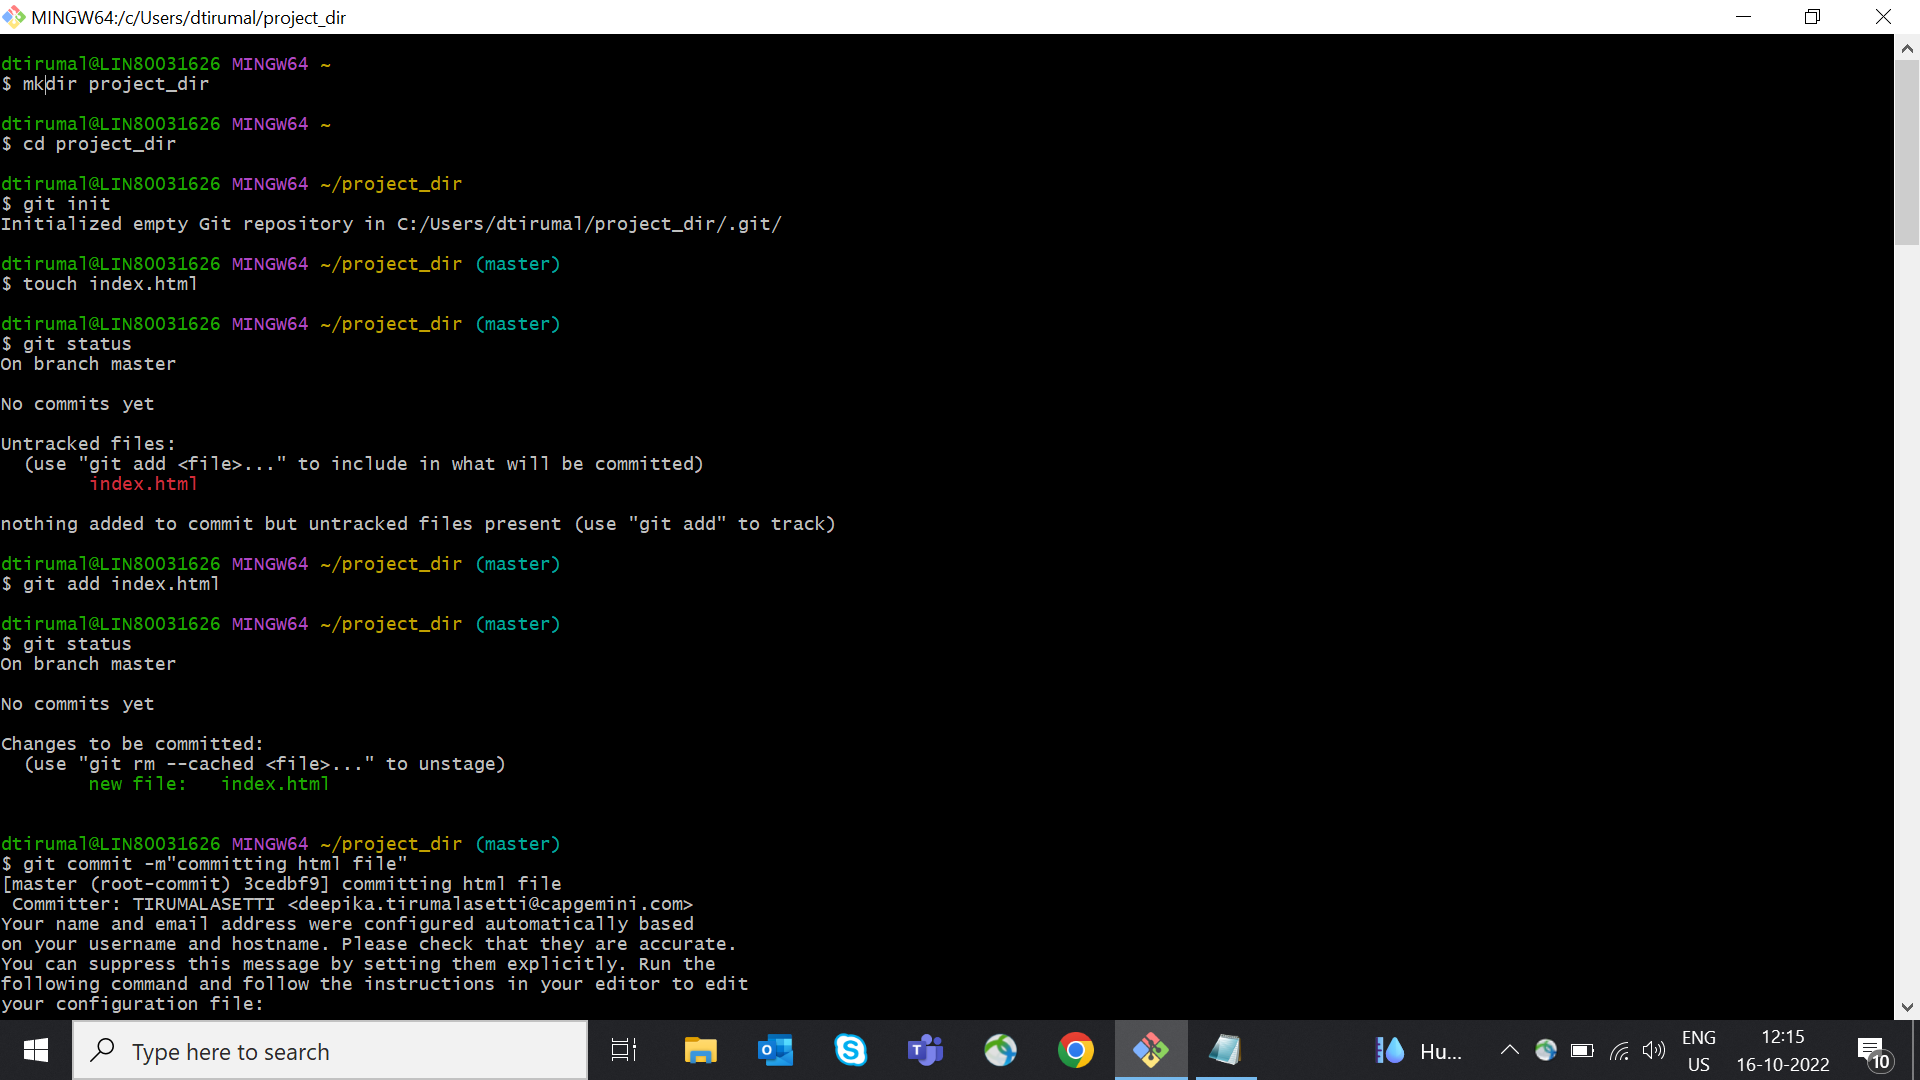 MINGW64:/c/Users/dtirumal/project_dir
dtirumal@LIN80031626 MINGW64 ~
$ mkdir project_dir
dtirumal@LIN80031626 MINGW64 ~
$ cd project_dir
dtirumal@LIN80031626 MINGW64 ~/project_dir
$ git init
Initialized empty Git repository in C:/Users/dtirumal/project_dir/.git/
dtirumal@LIN80031626 MINGW64 ~/project_dir (master)
$ touch index.html
dtirumal@LIN80031626 MINGW64 ~/project_dir (master)
$ git status
On branch master
No commits yet
Untracked files:
(use "git add <file>..." to include in what will be committed)
index.html
nothing added to commit but untracked files present (use "git add" to track)
dtirumal@LIN80031626 MINGW64 ~/project_dir (master)
$ git add index.html
dtirumal@LIN80031626 MINGW64 ~/project_dir (master)
$ git status
On branch master
No commits yet
Changes to be committed:
(use "git rm --cached <file>..." to unstage)
new file:   index.html
dtirumal@LIN80031626 MINGW64 ~/project_dir (master)
$ git commit -m"committing html file"
[master (root-commit) 3cedbf9] committing html file
Committer: TIRUMALASETTI <deepika.tirumalasetti@capgemini.com>
Your name and email address were configured automatically based
on your username and hostname. Please check that they are accurate.
You can suppress this message by setting them explicitly. Run the
following command and follow the instructions in your editor to edit
your configuration file:
Type here to search
Hu...
ENG
US
12:15
16-10-2022
10